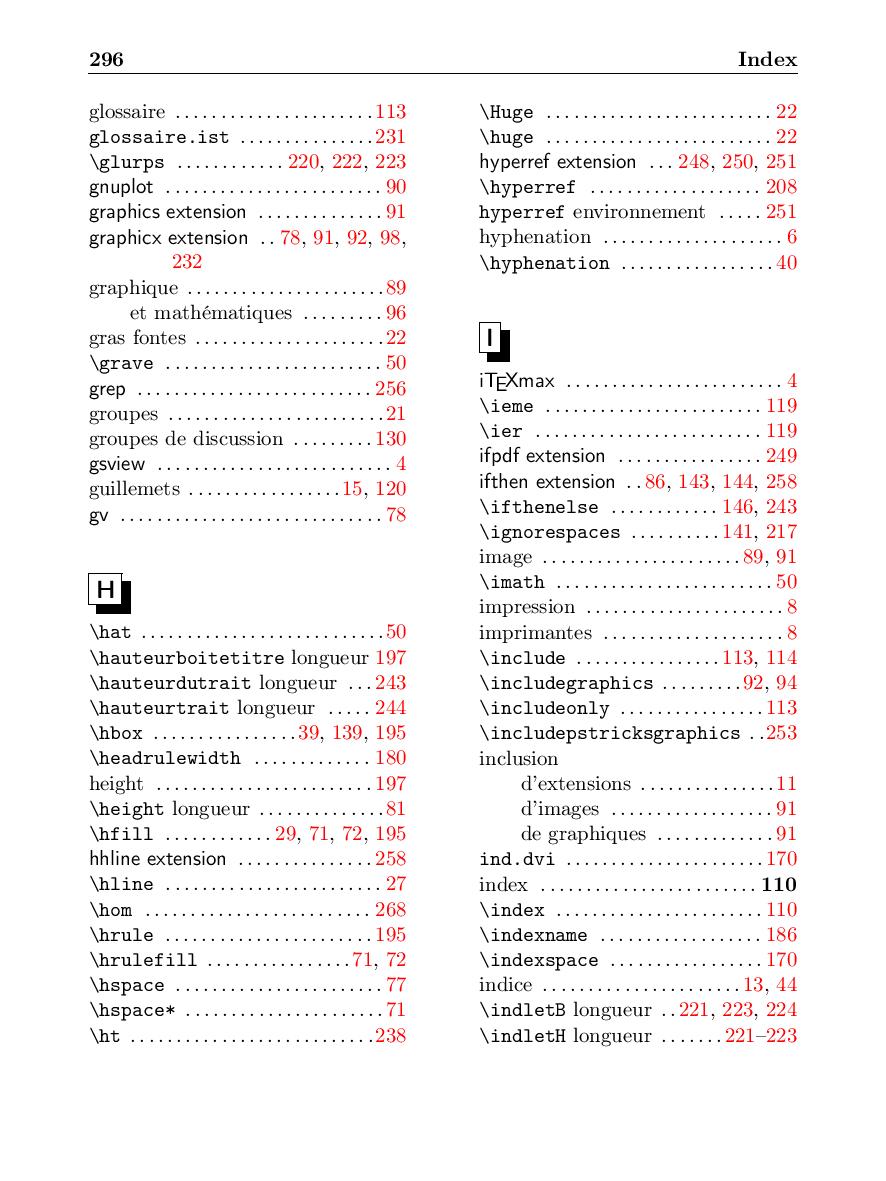 296 Index
glossaire ......................113
glossaire.ist ...............231
\glurps ............ 220, 222, 223
gnuplot ........................ 90
graphics extension .............. 91
graphicx extension .. 78, 91, 92, 98,
232
graphique ......................89
et mathématiques ......... 96
gras fontes .....................22
\grave ........................ 50
grep .......................... 256
groupes ........................21
groupes de discussion .........130
gsview .......................... 4
guillemets .................15, 120
gv ............................. 78
H
\hat ...........................50
\hauteurboitetitre longueur 197
\hauteurdutrait longueur ...243
\hauteurtrait longueur ..... 244
\hbox ................39, 139, 195
\headrulewidth ............. 180
height ........................197
\height longueur ..............81
\hfill ............ 29, 71, 72, 195
hhline extension ...............258
\hline ........................ 27
\hom ......................... 268
\hrule .......................195
\hrulefill ................71, 72
\hspace .......................77
\hspace* ......................71
\ht ...........................238
\Huge ......................... 22
\huge ......................... 22
hyperref extension ... 248, 250, 251
\hyperref ................... 208
hyperref environnement ..... 251
hyphenation .................... 6
\hyphenation .................40
I
iTEXmax ........................ 4
\ieme ........................ 119
\ier ......................... 119
ifpdf extension ................ 249
ifthen extension ..86, 143, 144, 258
\ifthenelse ............ 146, 243
\ignorespaces ..........141, 217
image ......................89, 91
\imath ........................ 50
impression ...................... 8
imprimantes .................... 8
\include ................113, 114
\includegraphics .........92, 94
\includeonly ................113
\includepstricksgraphics ..253
inclusion
d'extensions ...............11
d'images .................. 91
de graphiques .............91
ind.dvi ......................170
index ........................ 110
\index .......................110
\indexname .................. 186
\indexspace .................170
indice ......................13, 44
\indletB longueur ..221, 223, 224
\indletH longueur .......221–223